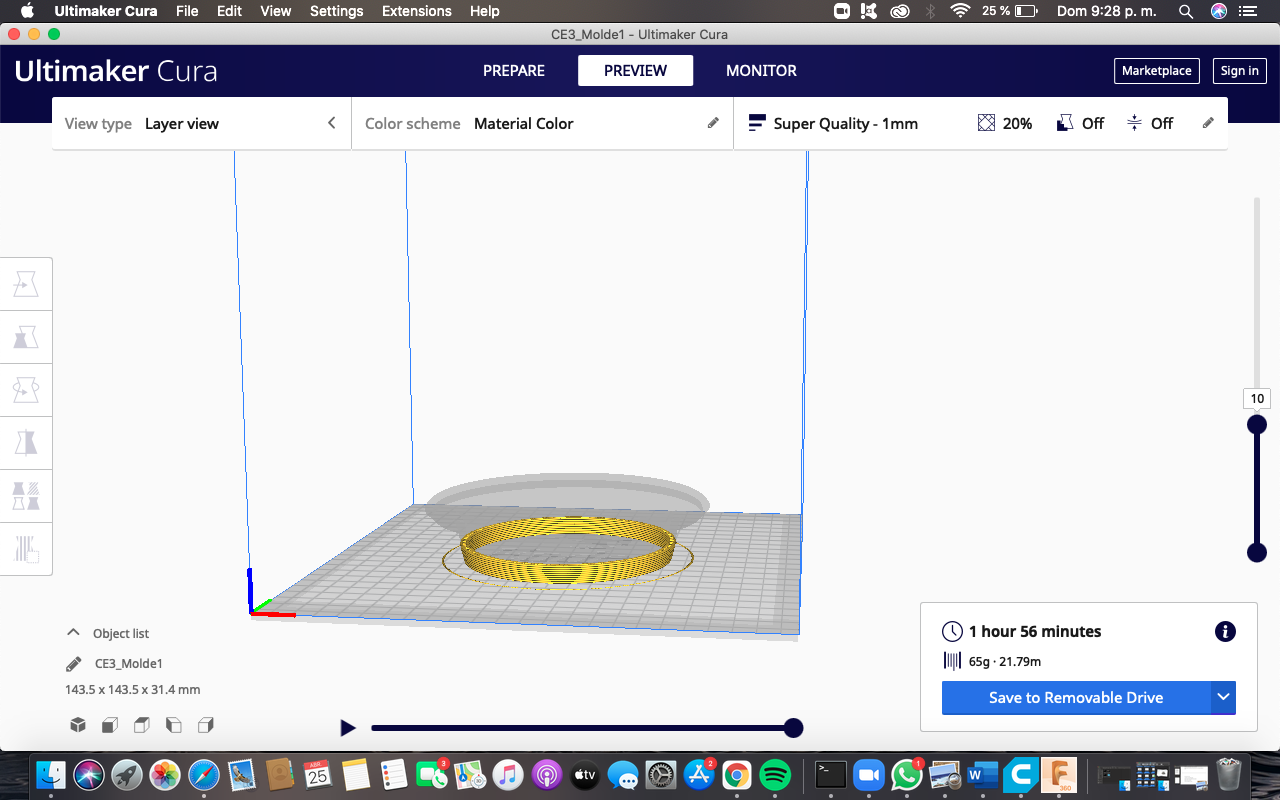 Ultimaker Cura File Edit View Settings Extensions Help 25 % Dom 9:28 p. m.
CE3_Molde1 - Ultimaker Cura
Ultimaker Cura PREPARE PREVIEW MONITOR Marketplace Sign in
View type Layer view Color scheme Material Color Super Quality - 1mm 20% Off Off
10
Object list
CE3_Molde1
143.5 x 143.5 x 31.4 mm
1 hour 56 minutes
i
65g · 21.79m
Save to Removable Drive
ABR
25
3
tv
2
>_
1
W
C
F
360